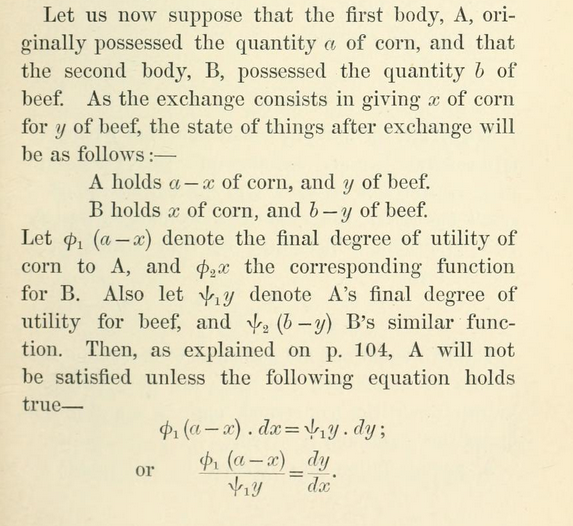 Let us now suppose that the first body, A, ori-
ginally possessed the quantity a of corn, and that
the second body, B, possessed the quantity b of
beef. As the exchange consists in giving x of corn
for y of beef, the state of things after exchange will
be as follows :—
A holds a − x of corn, and y of beef.
B holds x of corn, and b − y of beef.
Let ϕ₁ (a − x) denote the final degree of utility of
corn to A, and ϕ₂x the corresponding function
for B. Also let ψ₁y denote A's final degree of
utility for beef, and ψ₂ (b − y) B's similar func-
tion. Then, as explained on p. 104, A will not
be satisfied unless the following equation holds
true—
ϕ₁ (a − x) . dx = ψ₁y . dy ;
or ϕ₁ (a − x) / ψ₁y = dy / dx.